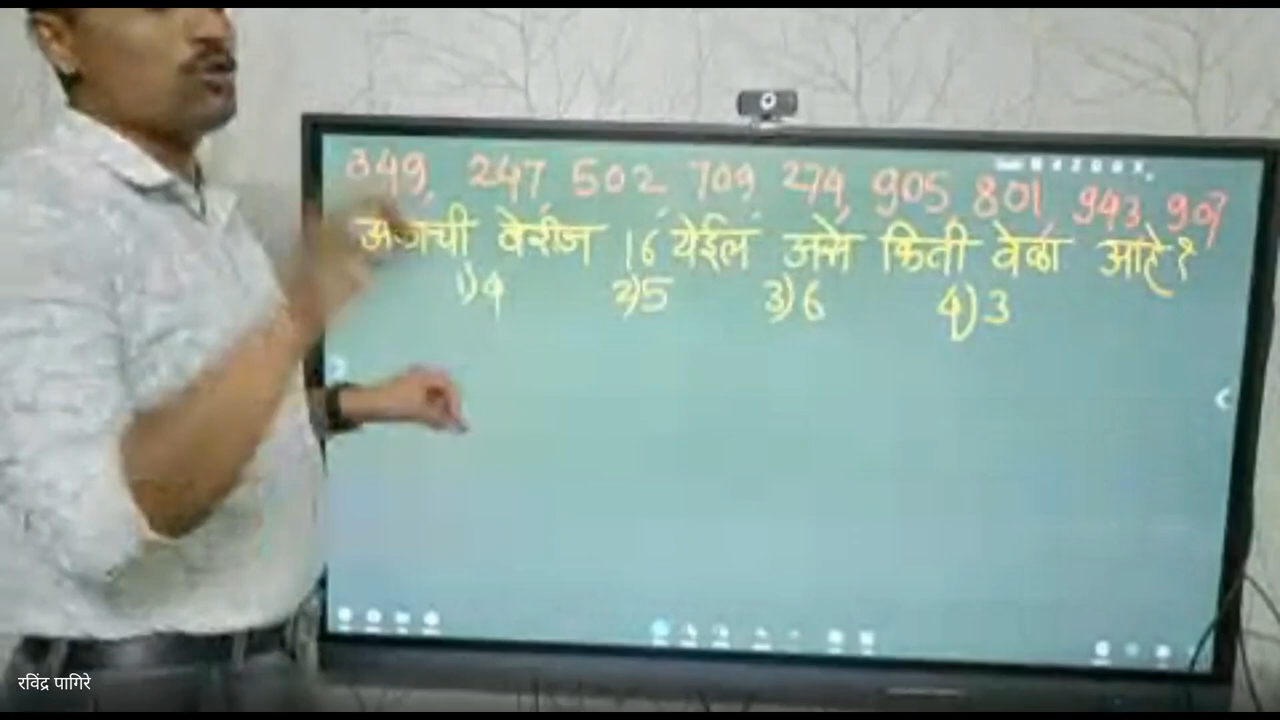 349, 247, 502, 709, 274, 905 801, 943, 907
अंकाची बेरीज 16 येईल असे किती वेळा आहे ?
1) 4 2) 5 3) 6 4) 3
रविंद्र पागिरे